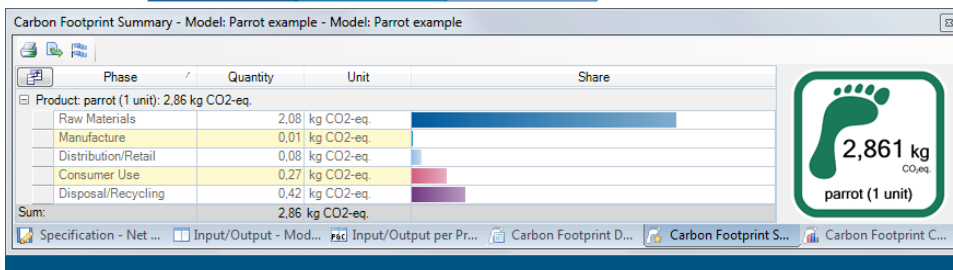 Carbon Footprint Summary - Model: Parrot example - Model: Parrot example
Phase Quantity Unit Share
Product: parrot (1 unit): 2,86 kg CO2-eq.
Raw Materials 2,08 kg CO2-eq.
Manufacture 0,01 kg CO2-eq.
Distribution/Retail 0,08 kg CO2-eq.
Consumer Use 0,27 kg CO2-eq.
Disposal/Recycling 0,42 kg CO2-eq.
Sum: 2,86 kg CO2-eq.
2,861 kg
CO₂eq.
parrot (1 unit)
Specification - Net ... Input/Output - Mod... P&C Input/Output per Pr... Carbon Footprint D... Carbon Footprint S... Carbon Footprint C...